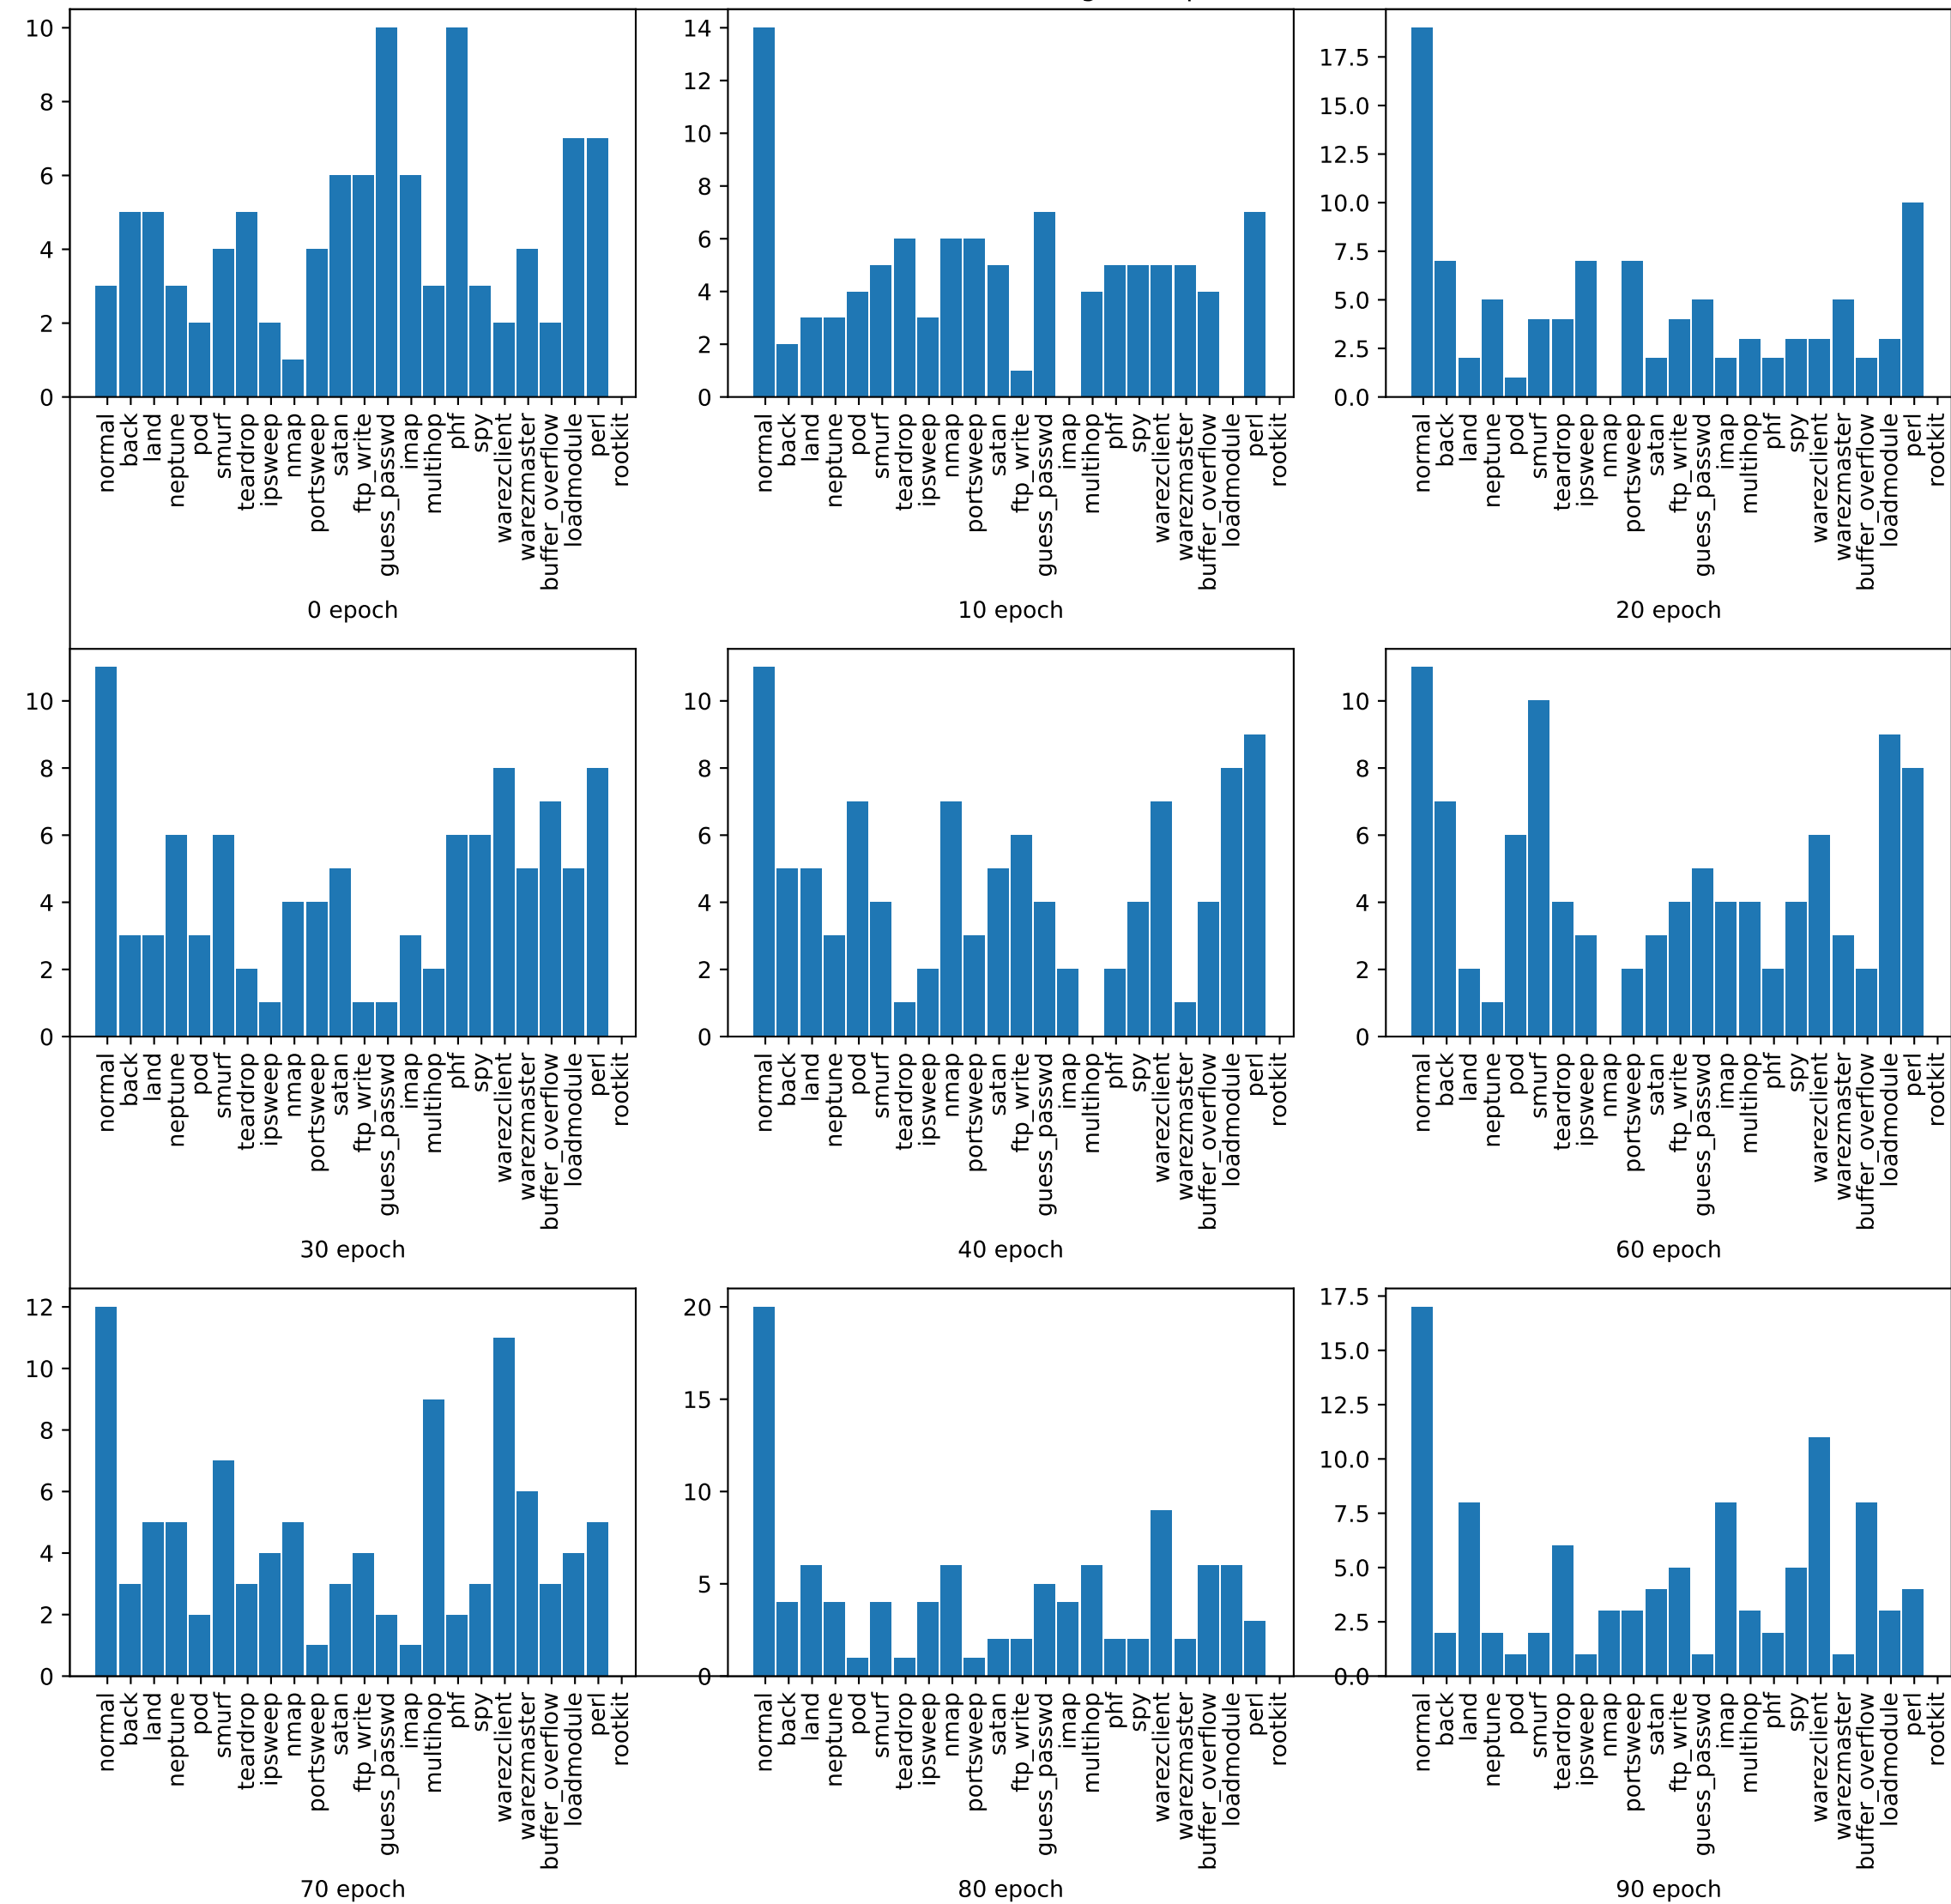 10
8
6
4
2
0
normal
back
land
neptune
pod
smurf
teardrop
ipsweep
nmap
portsweep
satan
ftp_write
guess_passwd
imap
multihop
phf
spy
warezclient
warezmaster
buffer_overflow
loadmodule
perl
rootkit
0 epoch
14
12
10
8
6
4
2
0
normal
back
land
neptune
pod
smurf
teardrop
ipsweep
nmap
portsweep
satan
ftp_write
guess_passwd
imap
multihop
phf
spy
warezclient
warezmaster
buffer_overflow
loadmodule
perl
rootkit
10 epoch
17.5
15.0
12.5
10.0
7.5
5.0
2.5
0.0
normal
back
land
neptune
pod
smurf
teardrop
ipsweep
nmap
portsweep
satan
ftp_write
guess_passwd
imap
multihop
phf
spy
warezclient
warezmaster
buffer_overflow
loadmodule
perl
rootkit
20 epoch
10
8
6
4
2
0
normal
back
land
neptune
pod
smurf
teardrop
ipsweep
nmap
portsweep
satan
ftp_write
guess_passwd
imap
multihop
phf
spy
warezclient
warezmaster
buffer_overflow
loadmodule
perl
rootkit
30 epoch
10
8
6
4
2
0
normal
back
land
neptune
pod
smurf
teardrop
ipsweep
nmap
portsweep
satan
ftp_write
guess_passwd
imap
multihop
phf
spy
warezclient
warezmaster
buffer_overflow
loadmodule
perl
rootkit
40 epoch
10
8
6
4
2
0
normal
back
land
neptune
pod
smurf
teardrop
ipsweep
nmap
portsweep
satan
ftp_write
guess_passwd
imap
multihop
phf
spy
warezclient
warezmaster
buffer_overflow
loadmodule
perl
rootkit
60 epoch
12
10
8
6
4
2
0
normal
back
land
neptune
pod
smurf
teardrop
ipsweep
nmap
portsweep
satan
ftp_write
guess_passwd
imap
multihop
phf
spy
warezclient
warezmaster
buffer_overflow
loadmodule
perl
rootkit
70 epoch
20
15
10
5
0
normal
back
land
neptune
pod
smurf
teardrop
ipsweep
nmap
portsweep
satan
ftp_write
guess_passwd
imap
multihop
phf
spy
warezclient
warezmaster
buffer_overflow
loadmodule
perl
rootkit
80 epoch
17.5
15.0
12.5
10.0
7.5
5.0
2.5
0.0
normal
back
land
neptune
pod
smurf
teardrop
ipsweep
nmap
portsweep
satan
ftp_write
guess_passwd
imap
multihop
phf
spy
warezclient
warezmaster
buffer_overflow
loadmodule
perl
rootkit
90 epoch